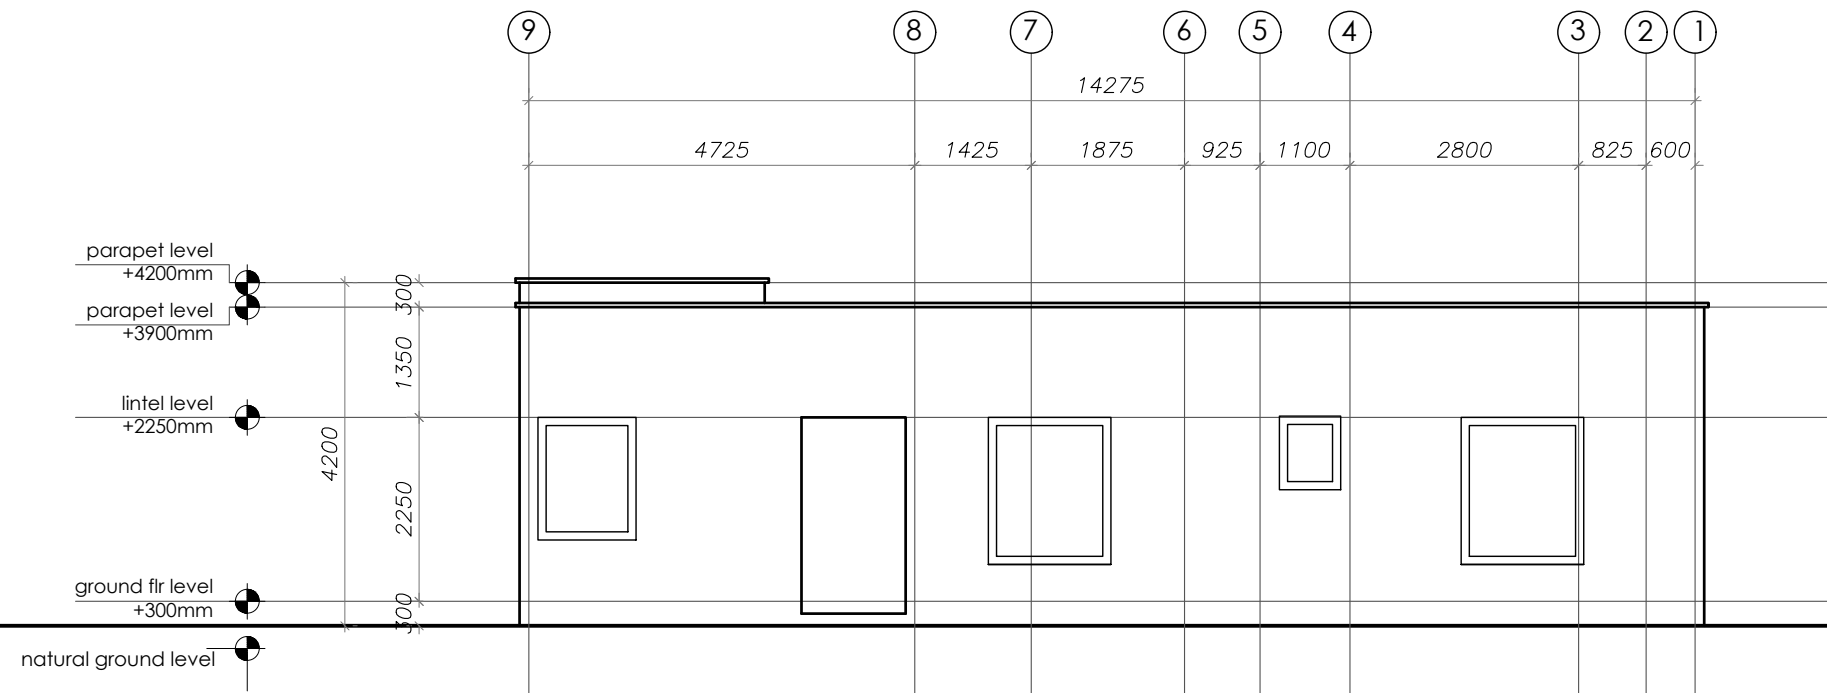 9 8 7 6 5 4 3 2 1
14275
4725 1425 1875 925 1100 2800 825 600
parapet level
+4200mm
300
parapet level
+3900mm
1350
lintel level
+2250mm
4200
2250
ground flr level
+300mm
300
natural ground level